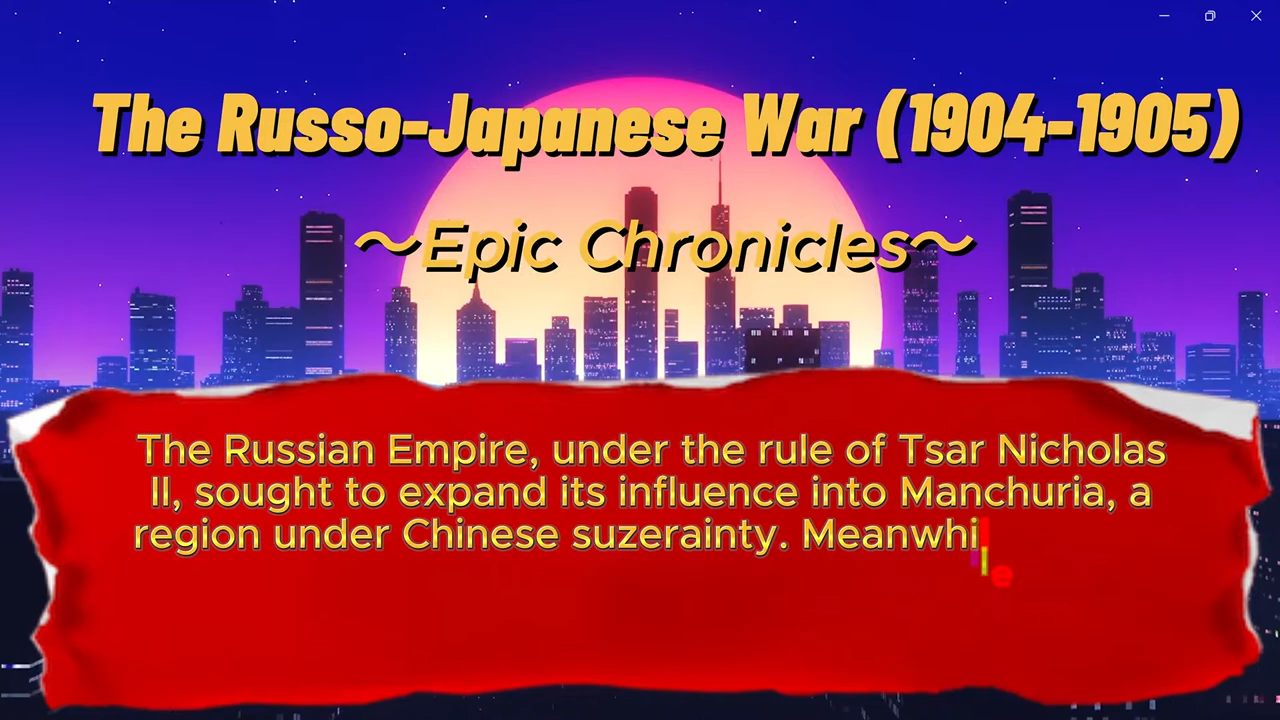 The Russo-Japanese War (1904-1905)
～Epic Chronicles～
The Russian Empire, under the rule of Tsar Nicholas
II, sought to expand its influence into Manchuria, a
region under Chinese suzerainty. Meanwhile